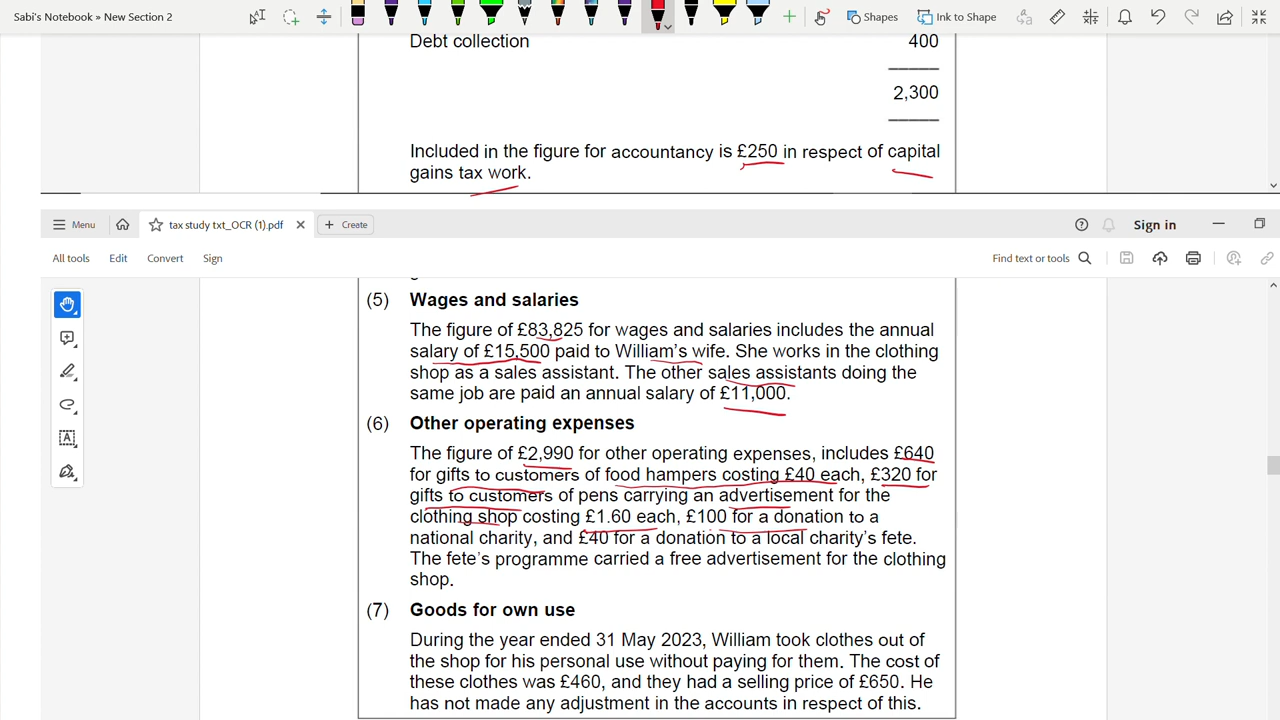 Sabi's Notebook » New Section 2
Shapes
Ink to Shape
Debt collection 400
2,300
Included in the figure for accountancy is £250 in respect of capital
gains tax work.
Menu
tax study txt_OCR (1).pdf
Create
Sign in
All tools
Edit
Convert
Sign
Find text or tools
(5) Wages and salaries
The figure of £83,825 for wages and salaries includes the annual
salary of £15,500 paid to William's wife. She works in the clothing
shop as a sales assistant. The other sales assistants doing the
same job are paid an annual salary of £11,000.
(6) Other operating expenses
The figure of £2,990 for other operating expenses, includes £640
for gifts to customers of food hampers costing £40 each, £320 for
gifts to customers of pens carrying an advertisement for the
clothing shop costing £1.60 each, £100 for a donation to a
national charity, and £40 for a donation to a local charity's fete.
The fete's programme carried a free advertisement for the clothing
shop.
(7) Goods for own use
During the year ended 31 May 2023, William took clothes out of
the shop for his personal use without paying for them. The cost of
these clothes was £460, and they had a selling price of £650. He
has not made any adjustment in the accounts in respect of this.